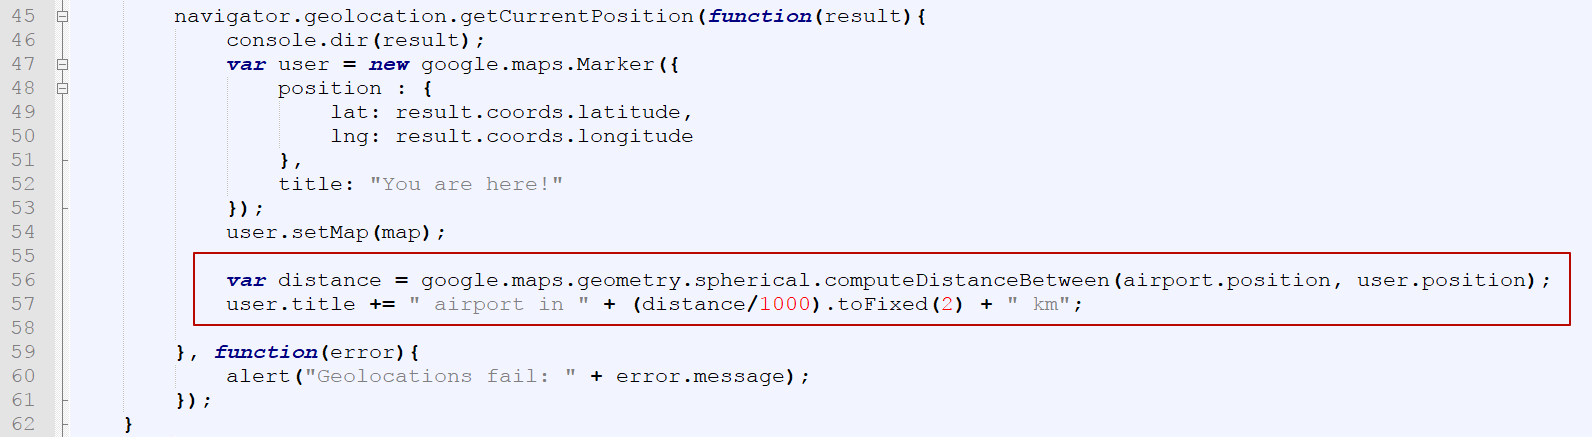 45 navigator.geolocation.getCurrentPosition(function(result){
46 console.dir(result);
47 var user = new google.maps.Marker({
48 position : {
49 lat: result.coords.latitude,
50 lng: result.coords.longitude
51 },
52 title: "You are here!"
53 });
54 user.setMap(map);
55
56 var distance = google.maps.geometry.spherical.computeDistanceBetween(airport.position, user.position);
57 user.title += " airport in " + (distance/1000).toFixed(2) + " km";
58
59 }, function(error){
60 alert("Geolocations fail: " + error.message);
61 });
62 }